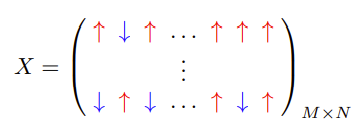 X = ( ↑ ↓ ↑ … ↑ ↑ ↑
⋮
↓ ↑ ↓ … ↑ ↓ ↑ ) M×N